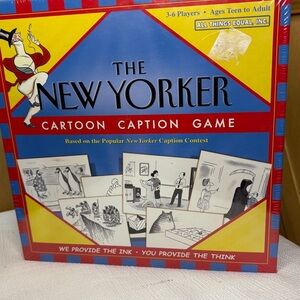 3-6 Players • Ages Teen to Adult
ALL THINGS EQUAL, INC.
THE
NEW YORKER
CARTOON CAPTION GAME
Based on the Popular New Yorker Caption Contest
WE PROVIDE THE INK • YOU PROVIDE THE THINK